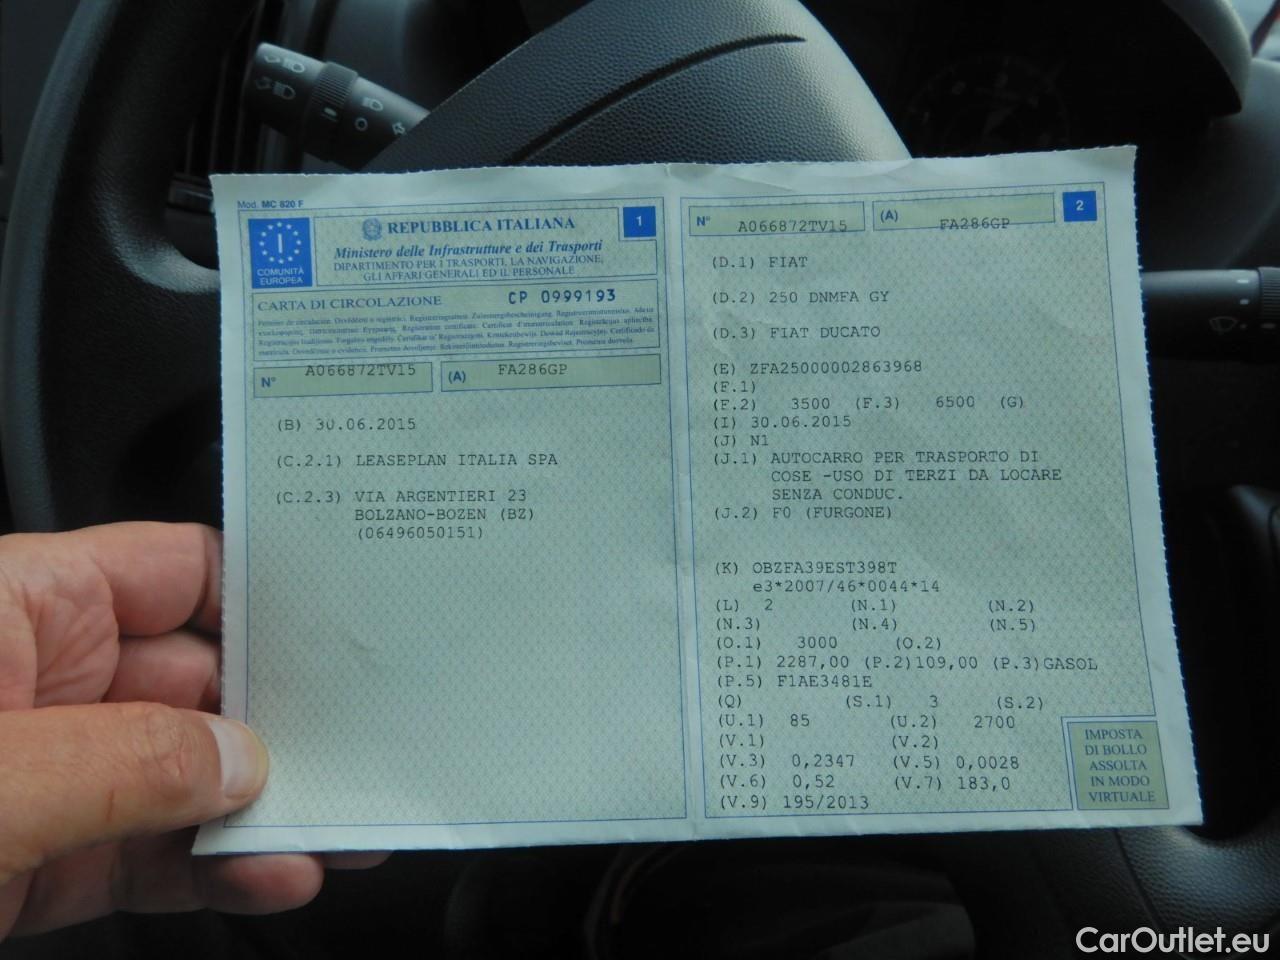 Mod. MC 820 F
I
COMUNITÀ
EUROPEA
REPUBBLICA ITALIANA
1
Ministero delle Infrastrutture e dei Trasporti
DIPARTIMENTO PER I TRASPORTI, LA NAVIGAZIONE,
GLI AFFARI GENERALI ED IL PERSONALE
CARTA DI CIRCOLAZIONE CP 0999193
N° A066872TV15 (A) FA286GP
(B) 30.06.2015
(C.2.1) LEASEPLAN ITALIA SPA
(C.2.3) VIA ARGENTIERI 23
BOLZANO-BOZEN (BZ)
(06496050151)
N° A066872TV15 (A) FA286GP 2
(D.1) FIAT
(D.2) 250 DNMFA GY
(D.3) FIAT DUCATO
(E) ZFA25000002863968
(F.1)
(F.2) 3500 (F.3) 6500 (G)
(I) 30.06.2015
(J) N1
(J.1) AUTOCARRO PER TRASPORTO DI
COSE -USO DI TERZI DA LOCARE
SENZA CONDUC.
(J.2) F0 (FURGONE)
(K) OBZFA39EST398T
e3*2007/46*0044*14
(L) 2 (N.1) (N.2)
(N.3) (N.4) (N.5)
(O.1) 3000 (O.2)
(P.1) 2287,00 (P.2)109,00 (P.3)GASOL
(P.5) F1AE3481E
(Q) (S.1) 3 (S.2)
(U.1) 85 (U.2) 2700
(V.1) (V.2)
(V.3) 0,2347 (V.5) 0,0028
(V.6) 0,52 (V.7) 183,0
(V.9) 195/2013
IMPOSTA
DI BOLLO
ASSOLTA
IN MODO
VIRTUALE
CarOutlet.eu